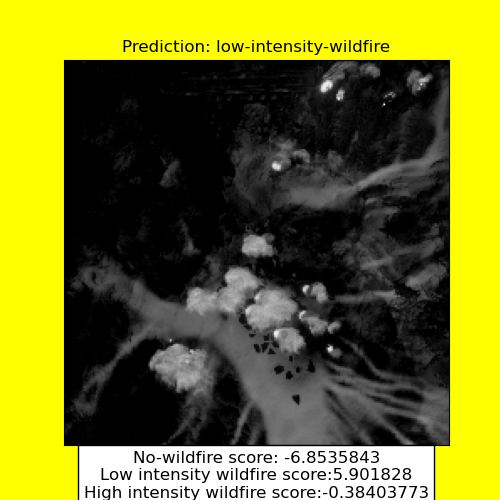 Prediction: low-intensity-wildfire
No-wildfire score: -6.8535843
Low intensity wildfire score:5.901828
High intensity wildfire score:-0.38403773